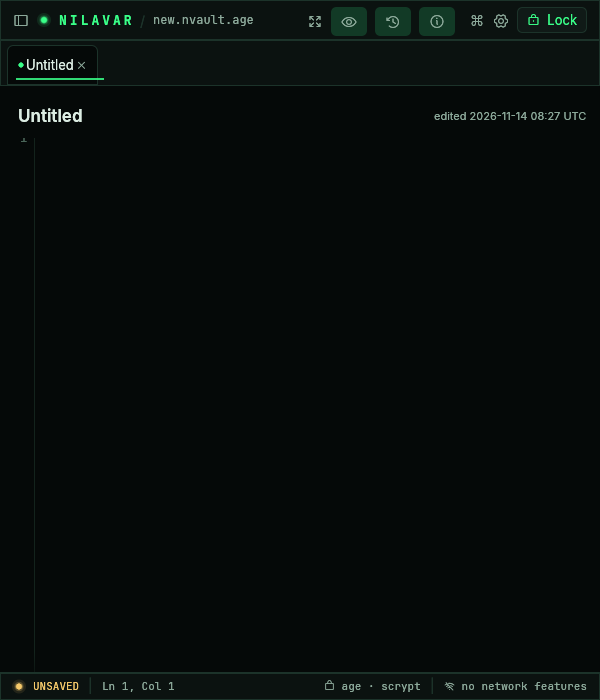 NILAVAR / new.nvault.age Lock
Untitled
Untitled edited 2026-11-14 08:27 UTC
1
UNSAVED Ln 1, Col 1 age · scrypt no network features